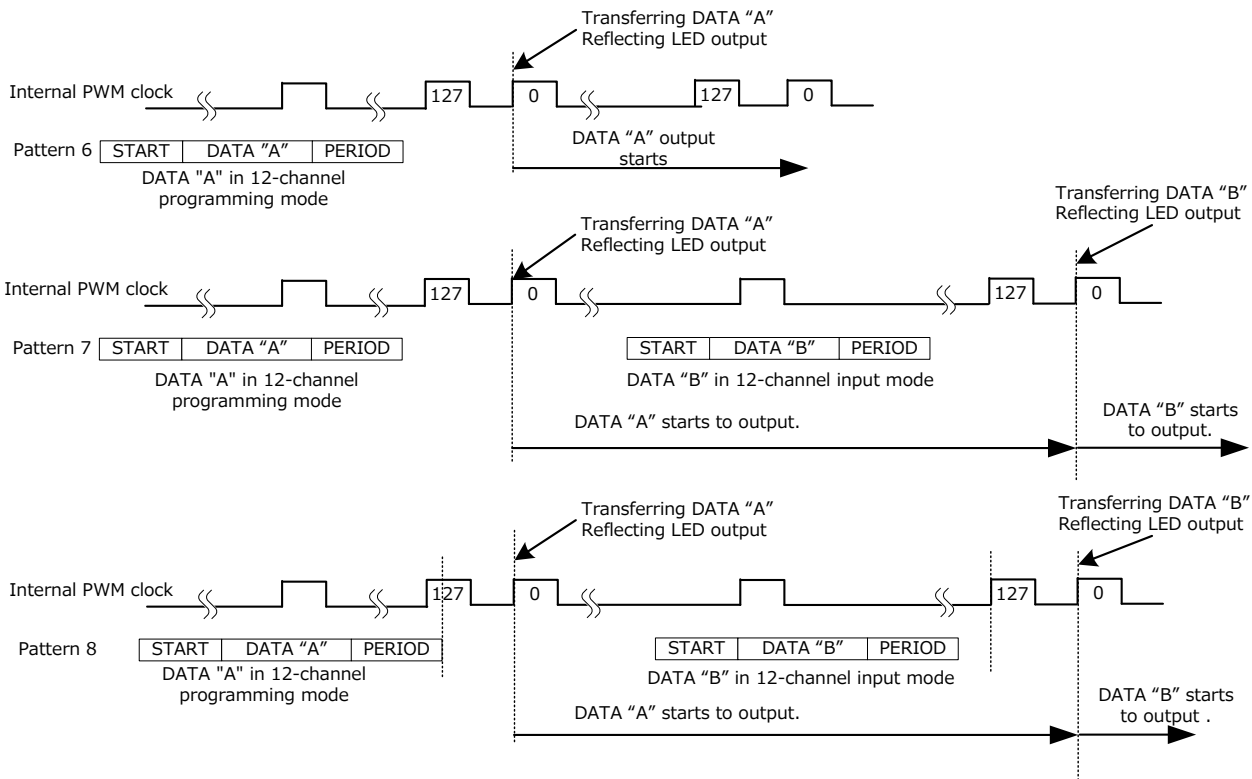 Transferring DATA “A”
Reflecting LED output
Internal PWM clock
127
0
127
0
Pattern 6
START
DATA ”A”
PERIOD
DATA “A” output
starts
DATA "A" in 12-channel
programming mode
Transferring DATA “B”
Reflecting LED output
Transferring DATA “A”
Reflecting LED output
Internal PWM clock
127
0
127
0
Pattern 7
START
DATA “A”
PERIOD
START
DATA “B”
PERIOD
DATA "A" in 12-channel
programming mode
DATA “B” in 12-channel input mode
DATA “A” starts to output.
DATA “B” starts
to output.
Transferring DATA “A”
Reflecting LED output
Transferring DATA “B”
Reflecting LED output
Internal PWM clock
127
0
127
0
Pattern 8
START
DATA “A”
PERIOD
START
DATA “B”
PERIOD
DATA "A" in 12-channel
programming mode
DATA “B” in 12-channel input mode
DATA “A” starts to output.
DATA “B” starts
to output .